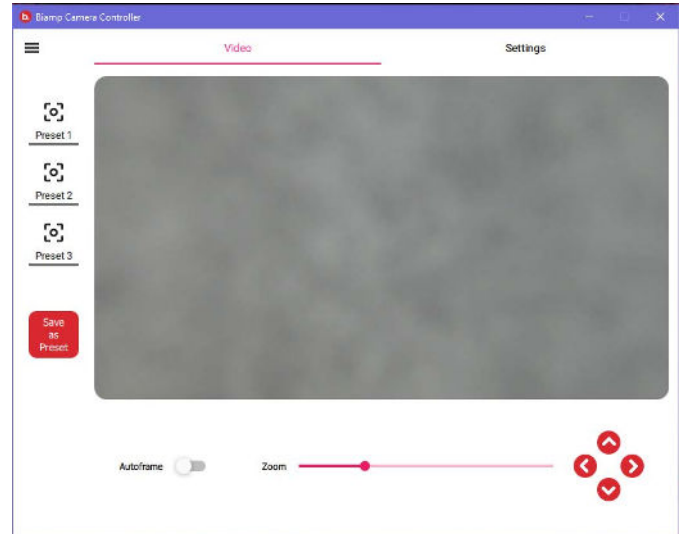 b. Biamp Camera Controller
Video
Settings
Preset 1
Preset 2
Preset 3
Save
as
Preset
Autoframe
Zoom